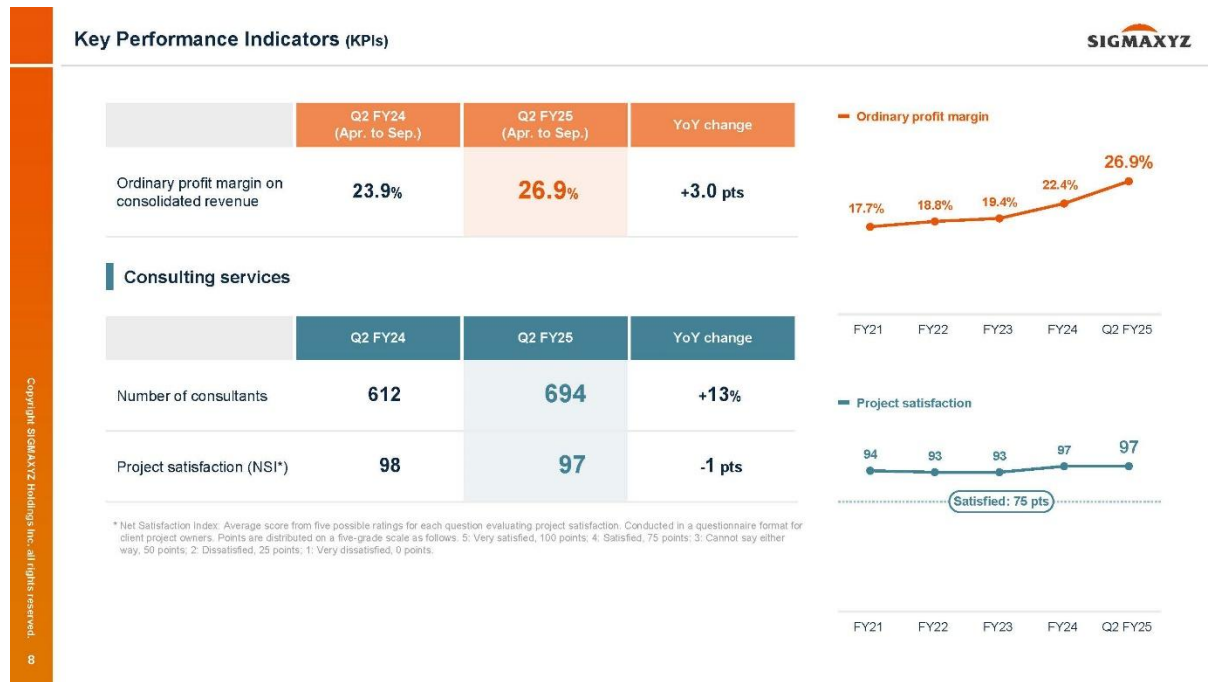 Key Performance Indicators (KPIs)
SIGMAXYZ
Q2 FY24
(Apr. to Sep.)
Q2 FY25
(Apr. to Sep.)
YoY change
Ordinary profit margin on
consolidated revenue
23.9%
26.9%
+3.0 pts
Consulting services
Q2 FY24
Q2 FY25
YoY change
Number of consultants
612
694
+13%
Project satisfaction (NSI*)
98
97
-1 pts
* Net Satisfaction Index: Average score from five possible ratings for each question evaluating project satisfaction. Conducted in a questionnaire format for
client project owners. Points are distributed on a five-grade scale as follows. 5: Very satisfied, 100 points; 4: Satisfied, 75 points; 3: Cannot say either
way, 50 points; 2: Dissatisfied, 25 points; 1: Very dissatisfied, 0 points.
Ordinary profit margin
17.7%
18.8%
19.4%
22.4%
26.9%
FY21
FY22
FY23
FY24
Q2 FY25
Project satisfaction
94
93
93
97
97
Satisfied: 75 pts
FY21
FY22
FY23
FY24
Q2 FY25
Copyright SIGMAXYZ Holdings Inc. all rights reserved.
8